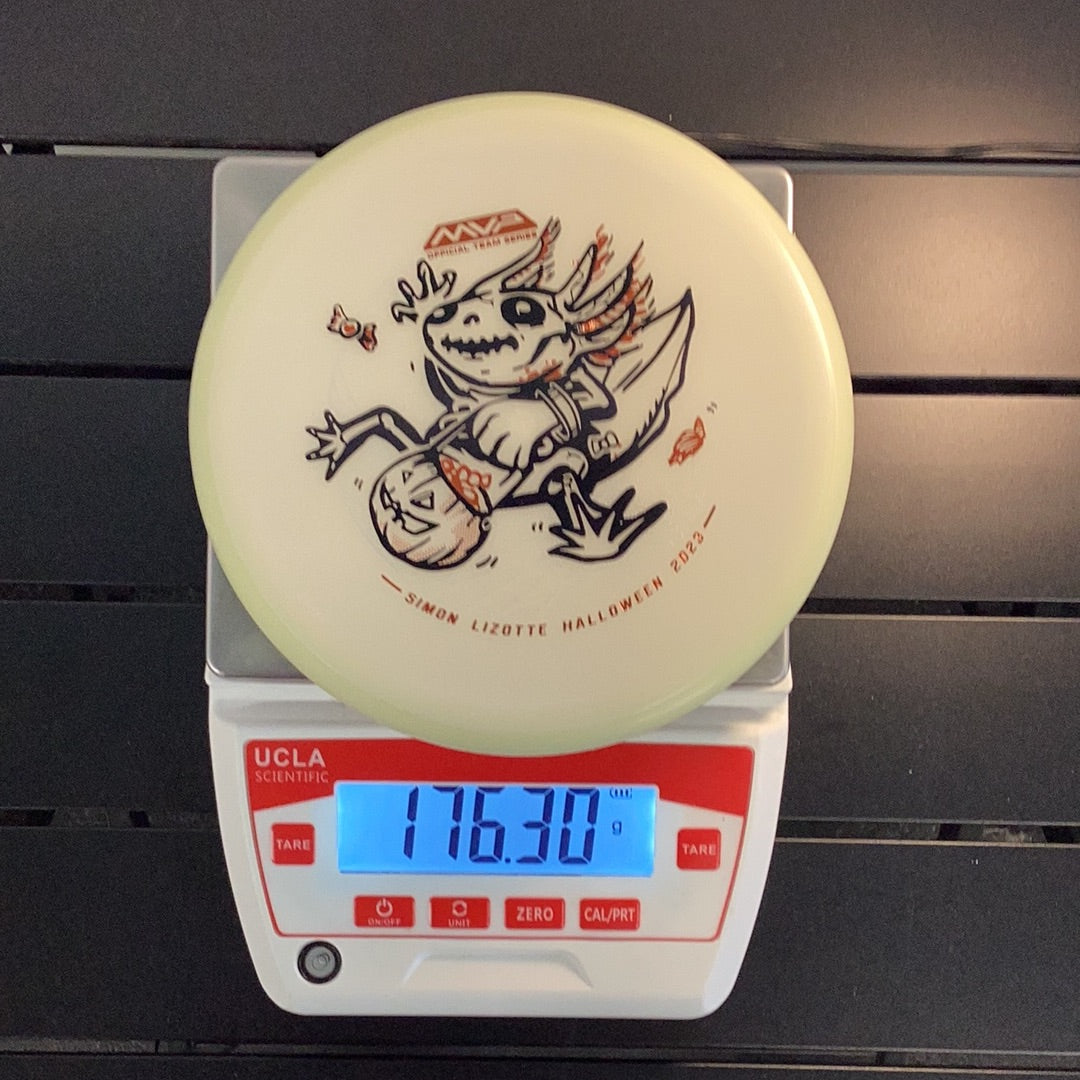 MVP
OFFICIAL TEAM SERIES
SIMON LIZOTTE HALLOWEEN 2023
UCLA
SCIENTIFIC
176.30 g
TARE
TARE
ON/OFF
UNIT
ZERO
CAL/PRT